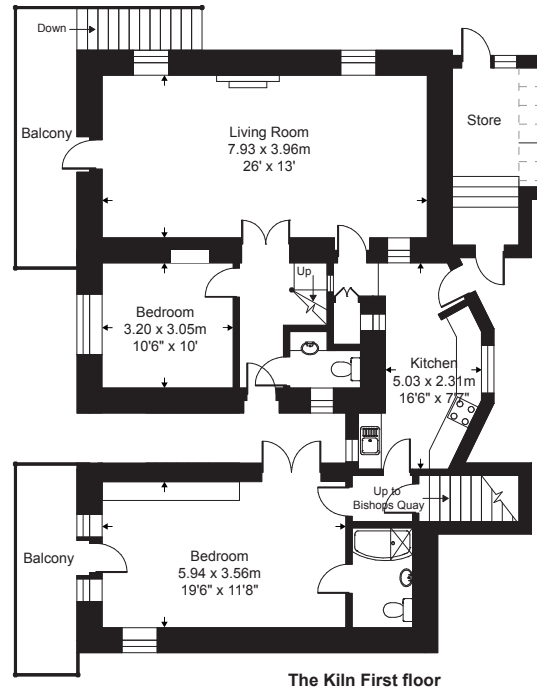 Down
Balcony
Living Room
7.93 x 3.96m
26' x 13'
Store
Up
Bedroom
3.20 x 3.05m
10'6" x 10'
Kitchen
5.03 x 2.31m
16'6" x 7'7"
Up to
Bishops Quay
Balcony
Bedroom
5.94 x 3.56m
19'6" x 11'8"
The Kiln First floor